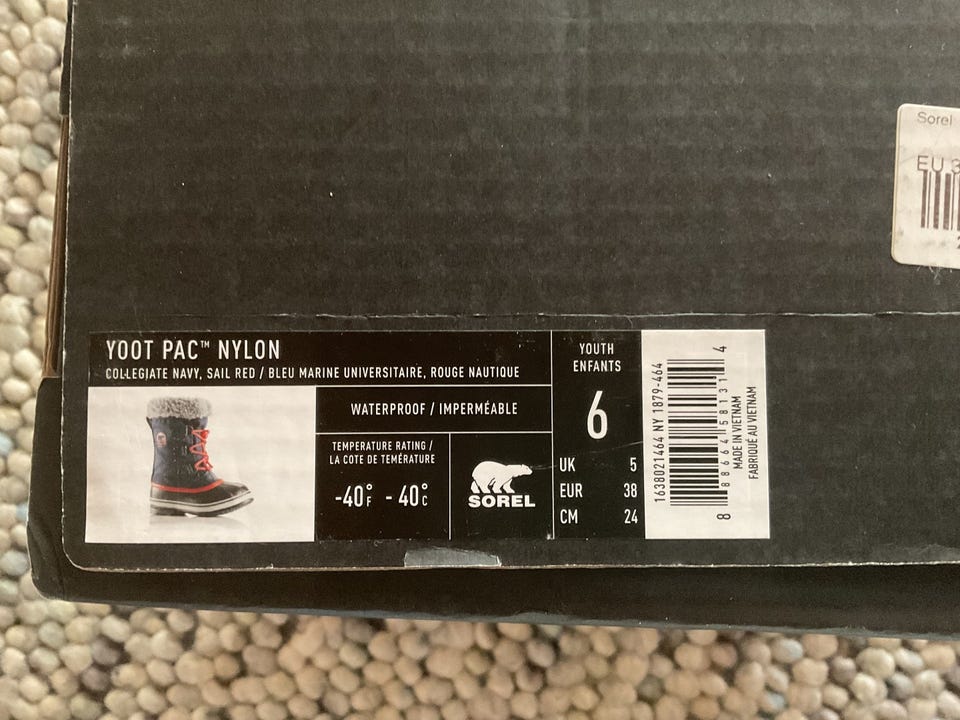 Sorel
EU 3
2
YOOT PAC™ NYLON
COLLEGIATE NAVY, SAIL RED / BLEU MARINE UNIVERSITAIRE, ROUGE NAUTIQUE
WATERPROOF / IMPERMÉABLE
TEMPERATURE RATING /
LA COTE DE TEMÉRATURE
-40°F - 40°C
SOREL
YOUTH
ENFANTS
6
UK 5
EUR 38
CM 24
1638021464 NY 1879-464
8 88664 58131 4
MADE IN VIETNAM
FABRIQUÉ AU VIETNAM